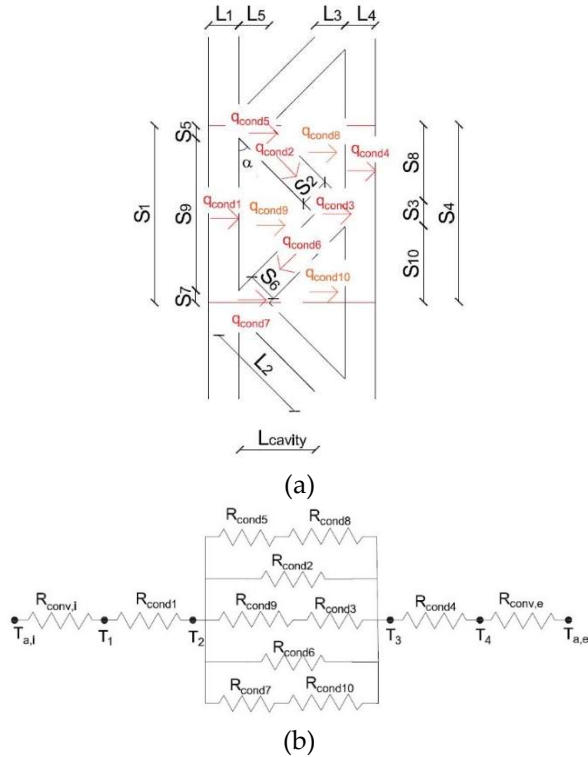 L1 L5 L3 L4
qcond5
S5
qcond8
qcond2
qcond4
S8
α
S2
S1
S9
qcond1
qcond3
S3
S4
qcond9
qcond6
S10
S6
qcond10
S7
qcond7
L2
Lcavity
(a)
Rcond5 Rcond8
Rcond2
Rconv,i Rcond1 Rcond9 Rcond3 Rcond4 Rconv,e
Ta,i T1 T2 T3 T4 Ta,e
Rcond6
Rcond7 Rcond10
(b)